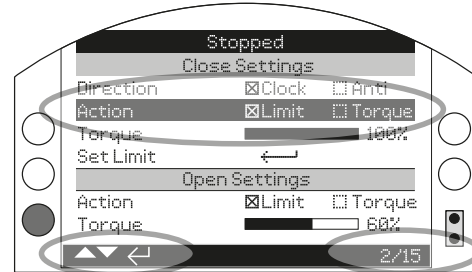 Stopped
Close Settings
Direction ☒Clock ☐Anti
Action ☒Limit ☐Torque
Torque 100%
Set Limit
Open Settings
Action ☒Limit ☐Torque
Torque 60%
2/15